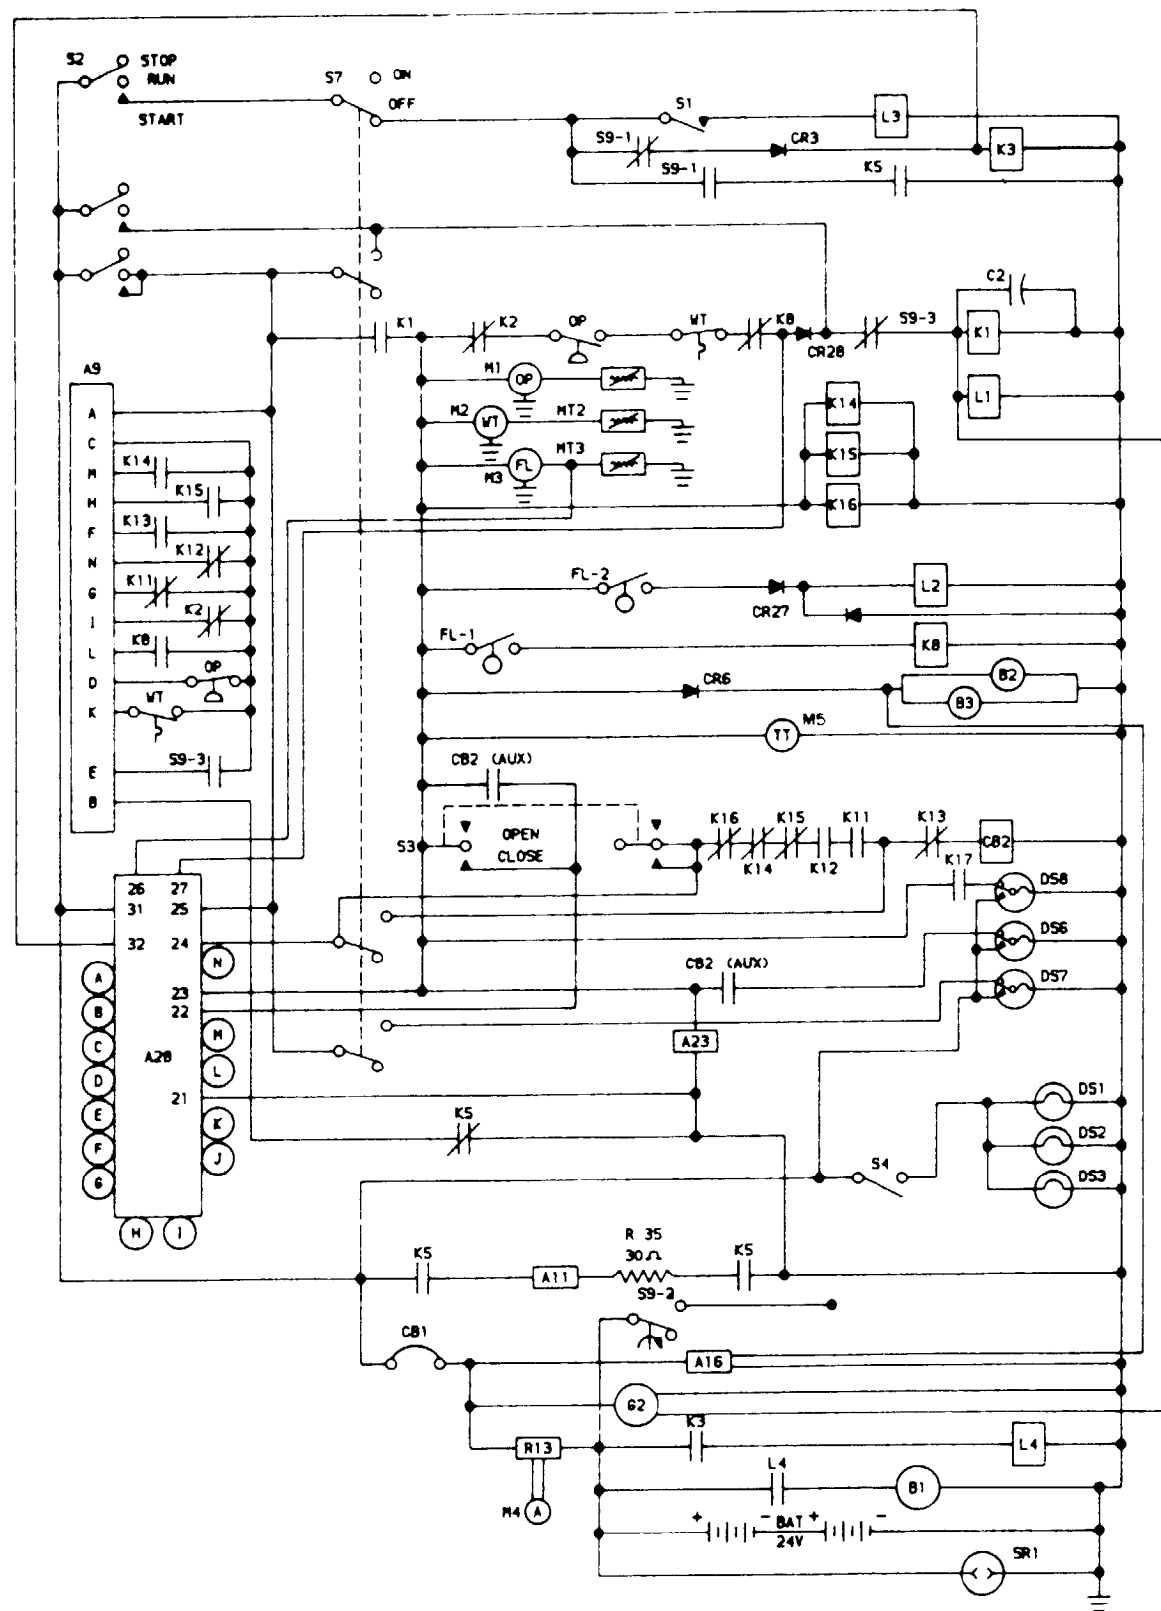 S2 STOP
RUN
START
S7 ON
OFF
S1
L3
S9-1 CR3
K3
S9-1 K5
C2
K1 K2 OP WT K8 S9-3 K1
CR28
A9
M1 OP
L1
A
M2 WT MT2
K14
C
MT3
K14
M
M3 FL
K15
K15
H
K16
K13
F
K12
N
K11
G
FL-2
L2
K2
I
CR27
K8
L
FL-1
K8
OP
D
CR6
B2
WT
K
B3
M5
TT
S9-3
E
CB2 (AUX)
B
K16 K15 K11 K13
S3 OPEN
CLOSE
CB2
K14 K12
K17
DS8
26 27
31 25
32 24
N
DS6
A
CB2 (AUX)
DS7
23
B
22
M
C
A28
A23
L
D
21
DS1
E
K
K5
F
J
DS2
G
S4
DS3
H I
R 35
30Ω
K5 K5
A11
S9-2
CB1
A16
G2
K3
R13
L4
L4
B1
M4 A
+ - BAT + -
24V
SR1